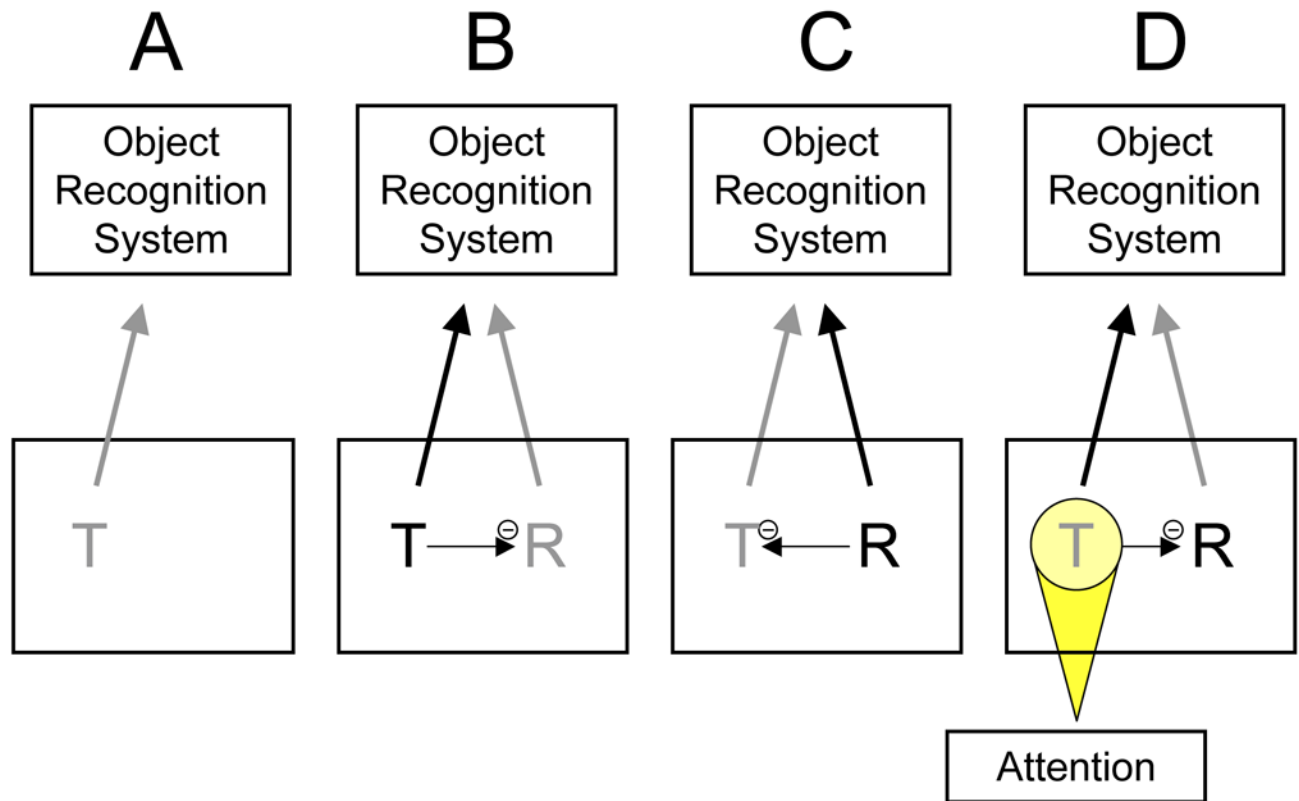 A B C D
Object Recognition System
Object Recognition System
Object Recognition System
Object Recognition System
T
T ⊖ R
T ⊖ R
T ⊖ R
Attention